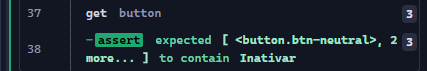 37 get button 3
38 -assert expected [ <button.btn-neutral>, 2 3
more... ] to contain Inativar